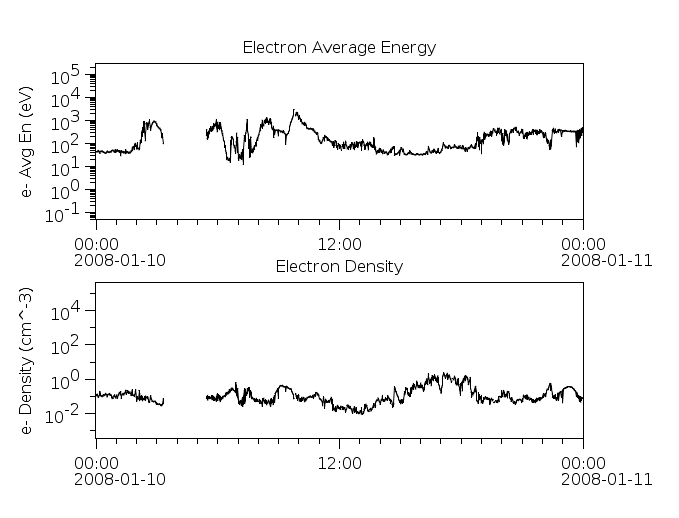 Electron Average Energy
e- Avg En (eV)
10^5
10^4
10^3
10^2
10^1
10^0
10^-1
00:00 12:00 00:00
2008-01-10 2008-01-11
Electron Density
e- Density (cm^-3)
10^4
10^2
10^0
10^-2
00:00 12:00 00:00
2008-01-10 2008-01-11